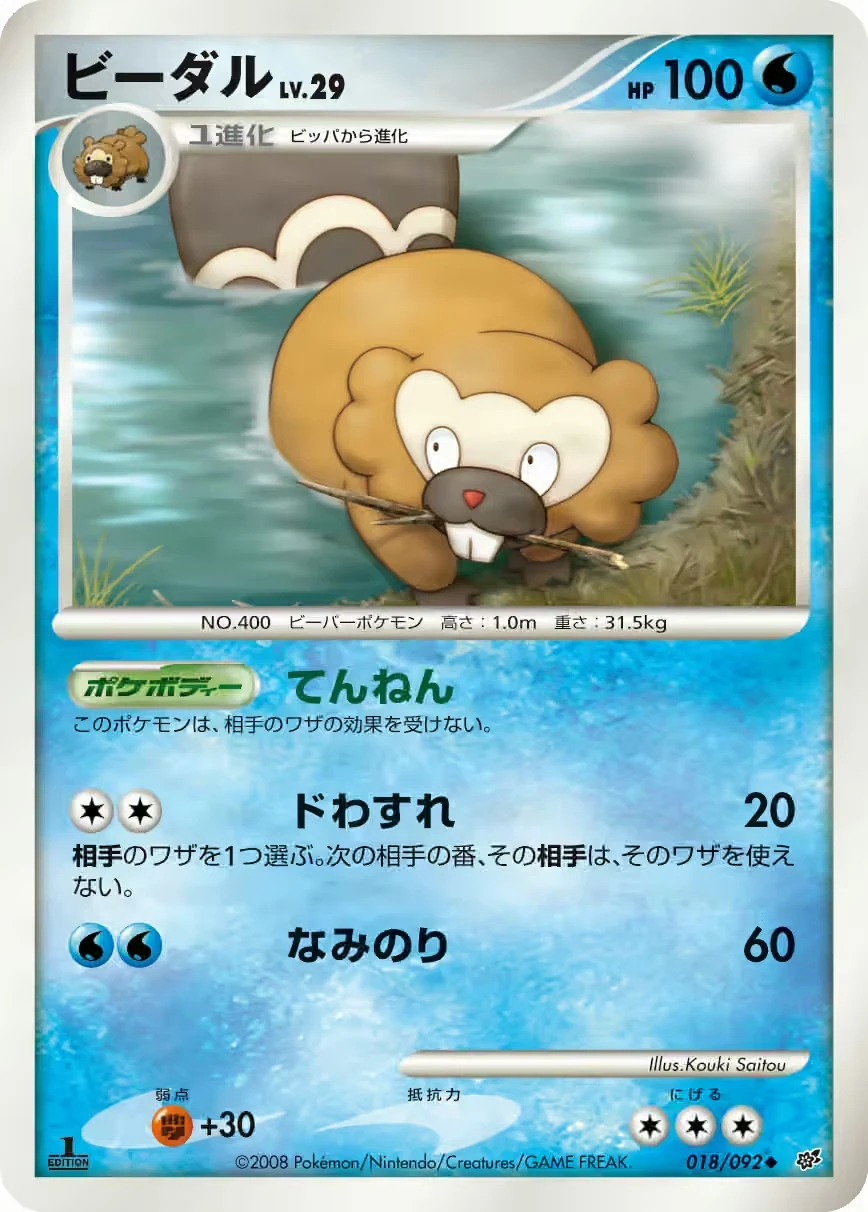 ビーダル LV.29 HP 100
1進化 ビッパから進化
NO.400 ビーバーポケモン 高さ：1.0m 重さ：31.5kg
ポケボディー てんねん
このポケモンは、相手のワザの効果を受けない。
ドわすれ 20
相手のワザを1つ選ぶ。次の相手の番、その相手は、そのワザを使え
ない。
なみのり 60
Illus.Kouki Saitou
弱点 抵抗力 にげる
+30
1
EDITION
©2008 Pokémon/Nintendo/Creatures/GAME FREAK. 018/092